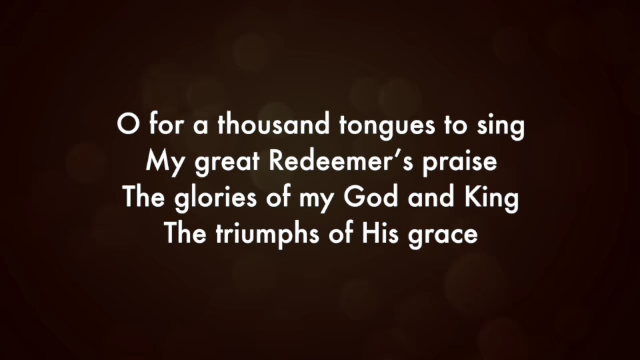 O for a thousand tongues to sing
My great Redeemer’s praise
The glories of my God and King
The triumphs of His grace